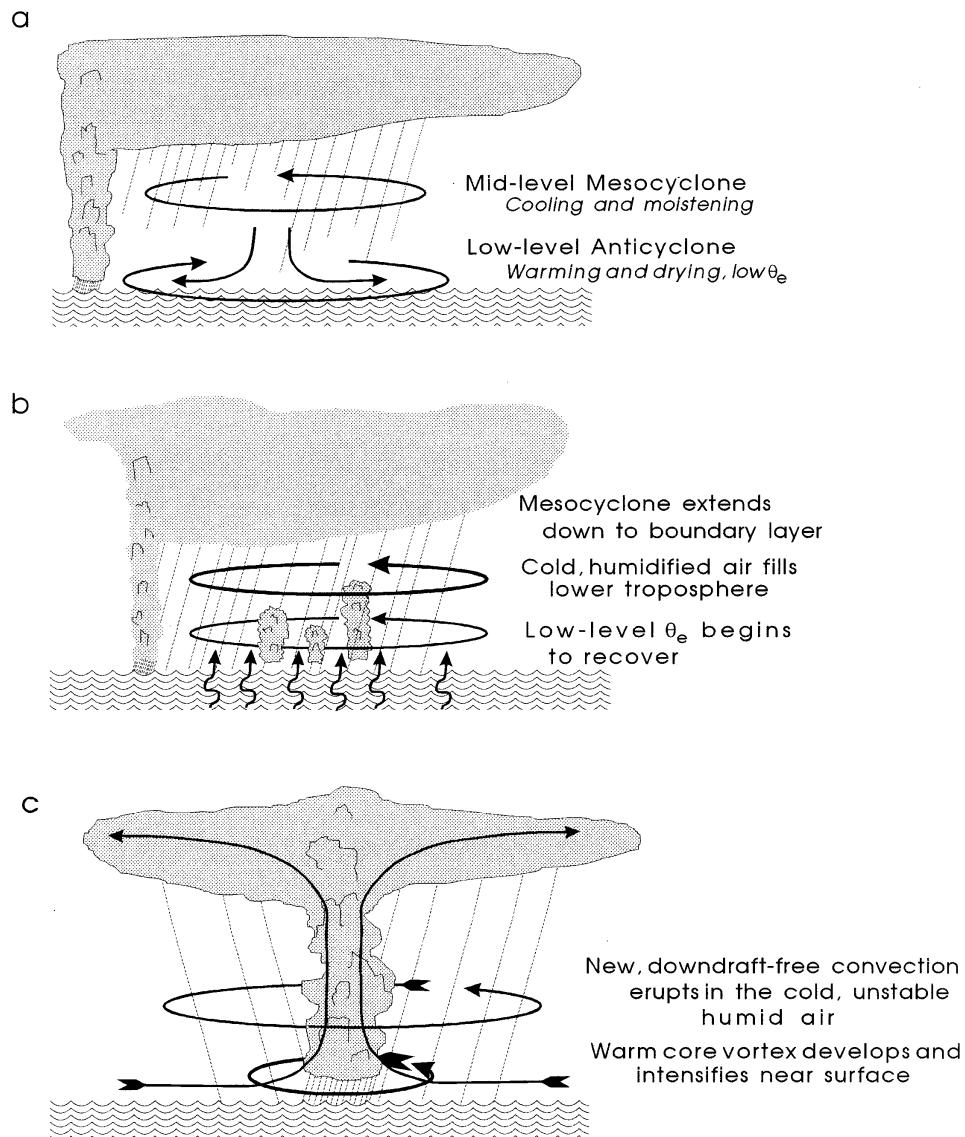 a
Mid-level Mesocyclone
Cooling and moistening
Low-level Anticyclone
Warming and drying, low θe
b
Mesocyclone extends
down to boundary layer
Cold, humidified air fills
lower troposphere
Low-level θe begins
to recover
c
New, downdraft-free convection
erupts in the cold, unstable
humid air
Warm core vortex develops and
intensifies near surface